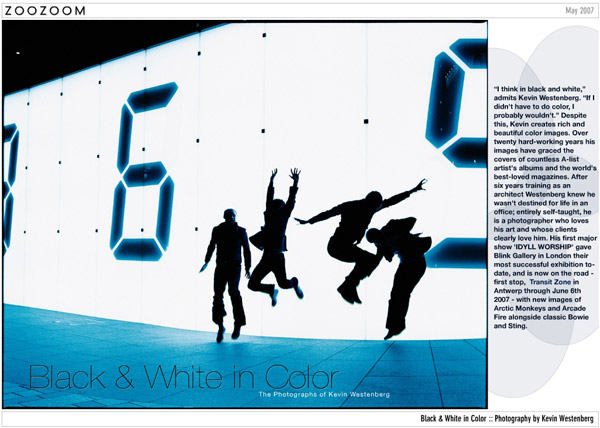 ZOOZOOM
May 2007
6
Black & White in Color
The Photographs of Kevin Westenberg
“I think in black and white,”
admits Kevin Westenberg. “If I
didn't have to do color, I
probably wouldn't.” Despite
this, Kevin creates rich and
beautiful color images. Over
twenty hard-working years his
images have graced the
covers of countless A-list
artist's albums and the world's
best-loved magazines. After
six years training as an
architect Westenberg knew he
wasn't destined for life in an
office; entirely self-taught, he
is a photographer who loves
his art and whose clients
clearly love him. His first major
show 'IDYLL WORSHIP' gave
Blink Gallery in London their
most successful exhibition to-
date, and is now on the road -
first stop, Transit Zone in
Antwerp through June 6th
2007 - with new images of
Arctic Monkeys and Arcade
Fire alongside classic Bowie
and Sting.
Black & White in Color :: Photography by Kevin Westenberg